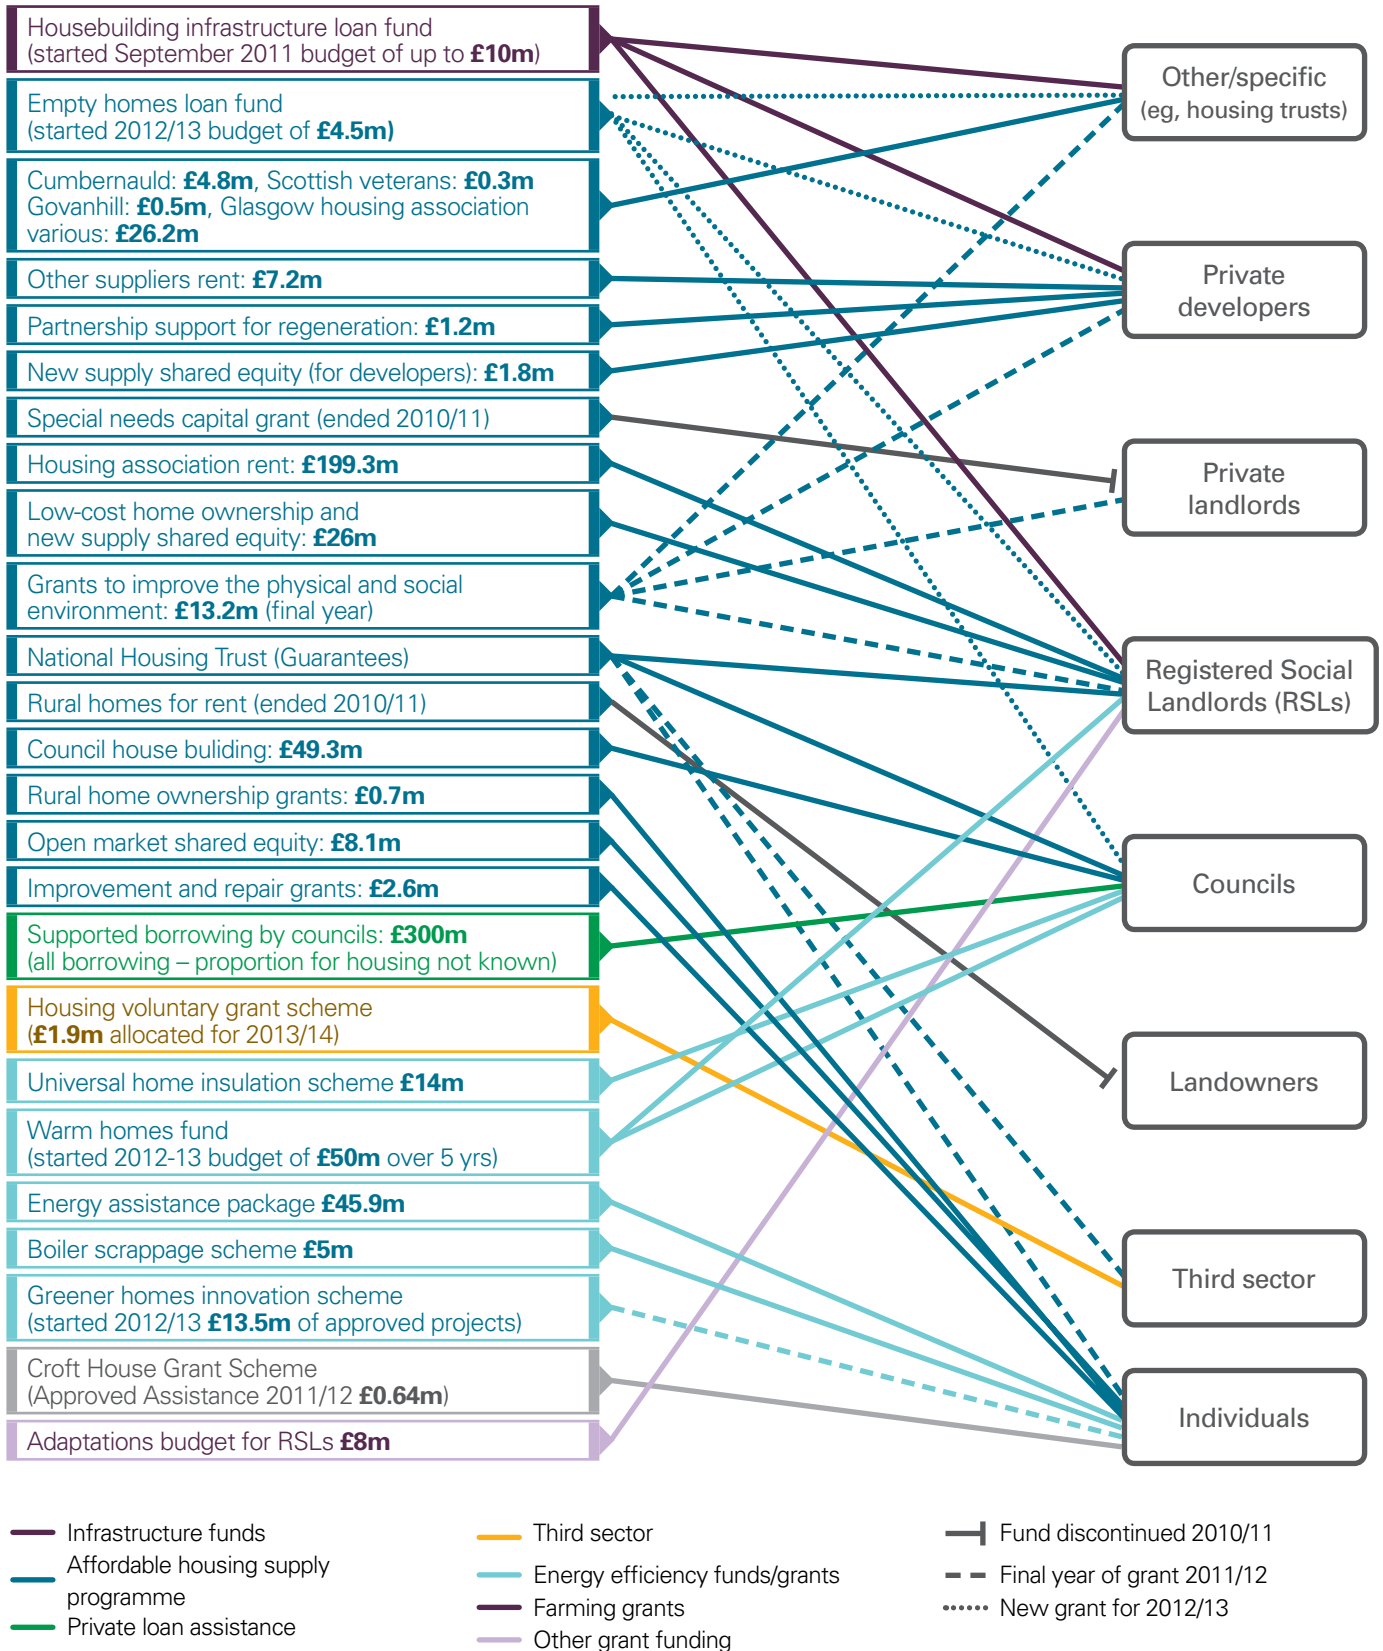 Housebuilding infrastructure loan fund
(started September 2011 budget of up to £10m)
Empty homes loan fund
(started 2012/13 budget of £4.5m)
Cumbernauld: £4.8m, Scottish veterans: £0.3m
Govanhill: £0.5m, Glasgow housing association
various: £26.2m
Other suppliers rent: £7.2m
Partnership support for regeneration: £1.2m
New supply shared equity (for developers): £1.8m
Special needs capital grant (ended 2010/11)
Housing association rent: £199.3m
Low-cost home ownership and
new supply shared equity: £26m
Grants to improve the physical and social
environment: £13.2m (final year)
National Housing Trust (Guarantees)
Rural homes for rent (ended 2010/11)
Council house buliding: £49.3m
Rural home ownership grants: £0.7m
Open market shared equity: £8.1m
Improvement and repair grants: £2.6m
Supported borrowing by councils: £300m
(all borrowing – proportion for housing not known)
Housing voluntary grant scheme
(£1.9m allocated for 2013/14)
Universal home insulation scheme £14m
Warm homes fund
(started 2012-13 budget of £50m over 5 yrs)
Energy assistance package £45.9m
Boiler scrappage scheme £5m
Greener homes innovation scheme
(started 2012/13 £13.5m of approved projects)
Croft House Grant Scheme
(Approved Assistance 2011/12 £0.64m)
Adaptations budget for RSLs £8m
Other/specific
(eg, housing trusts)
Private
developers
Private
landlords
Registered Social
Landlords (RSLs)
Councils
Landowners
Third sector
Individuals
Infrastructure funds
Affordable housing supply
programme
Private loan assistance
Third sector
Energy efficiency funds/grants
Farming grants
Other grant funding
Fund discontinued 2010/11
Final year of grant 2011/12
New grant for 2012/13